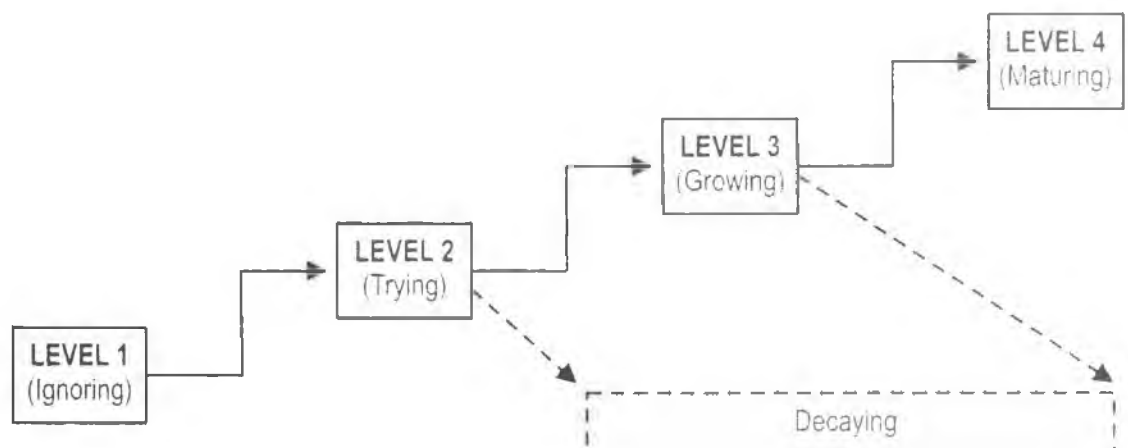 LEVEL 4
(Maturing)
LEVEL 3
(Growing)
LEVEL 2
(Trying)
LEVEL 1
(Ignoring)
Decaying